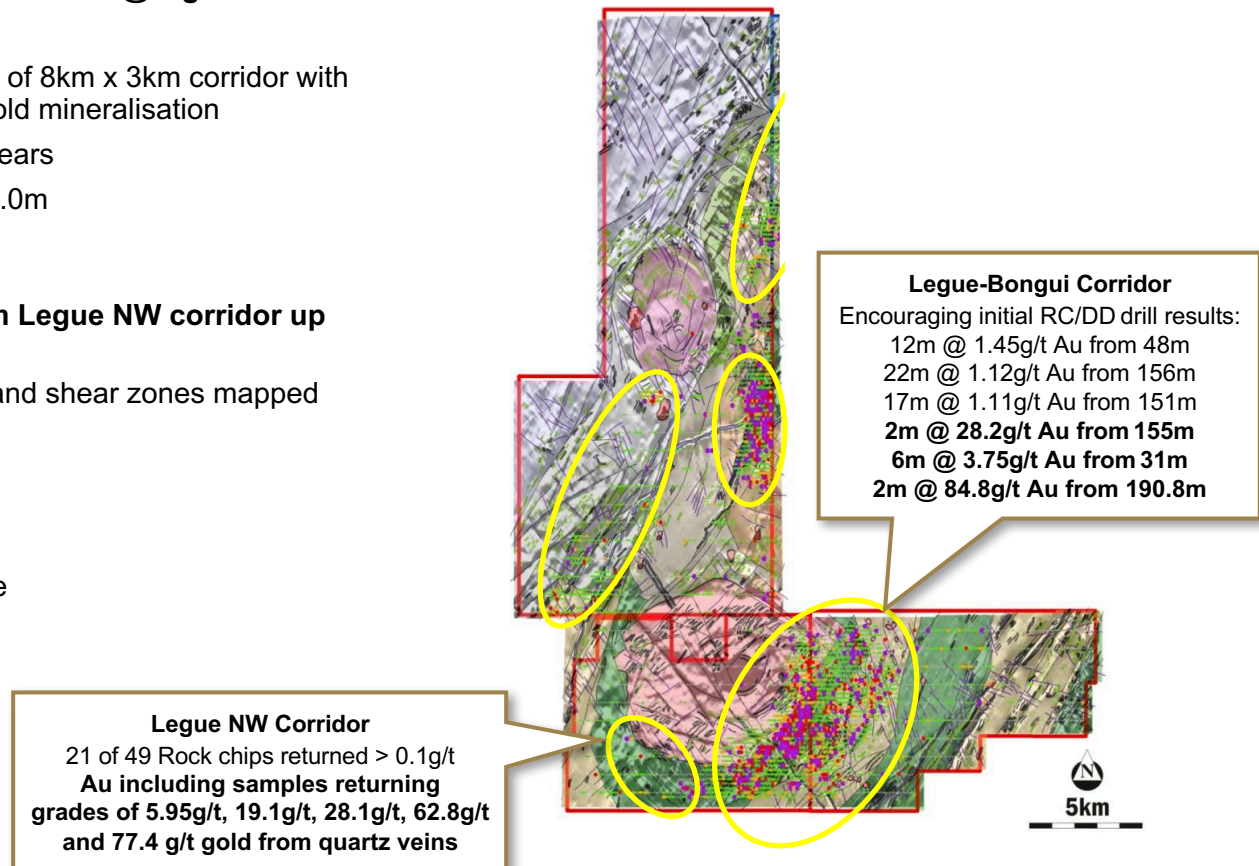 of 8km x 3km corridor with
mineralisation
.0m
Legue NW corridor up
and shear zones mapped
Legue-Bongui Corridor
Encouraging initial RC/DD drill results:
12m @ 1.45g/t Au from 48m
22m @ 1.12g/t Au from 156m
17m @ 1.11g/t Au from 151m
2m @ 28.2g/t Au from 155m
6m @ 3.75g/t Au from 31m
2m @ 84.8g/t Au from 190.8m
Legue NW Corridor
21 of 49 Rock chips returned > 0.1g/t
Au including samples returning
grades of 5.95g/t, 19.1g/t, 28.1g/t, 62.8g/t
and 77.4 g/t gold from quartz veins
N
5km